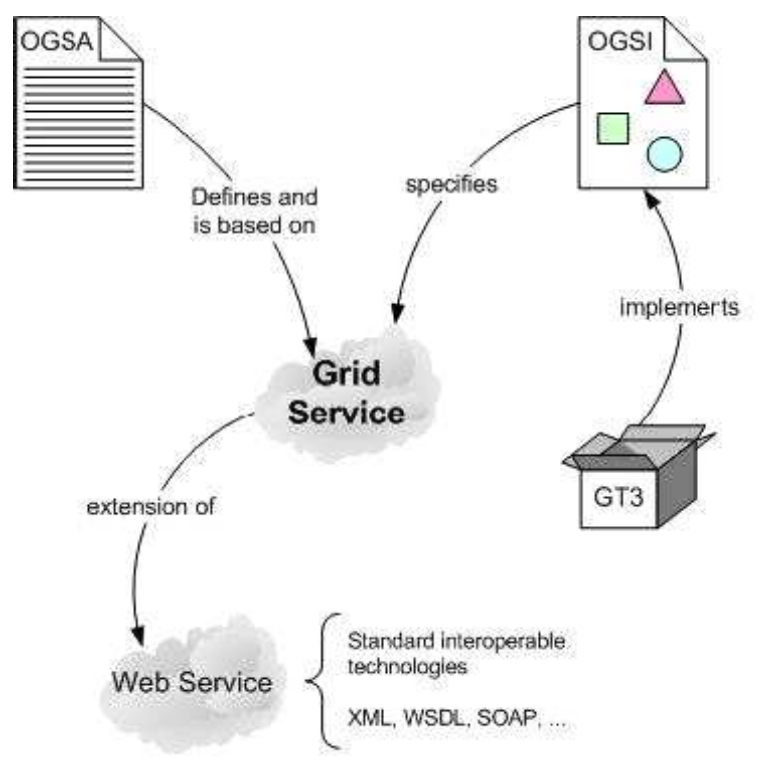 OGSA
OGSI
Defines and
is based on
specifies
implemerts
Grid
Service
GT3
extension of
Web Service
Standard interoperable
technologies
XML, WSDL, SOAP, ...